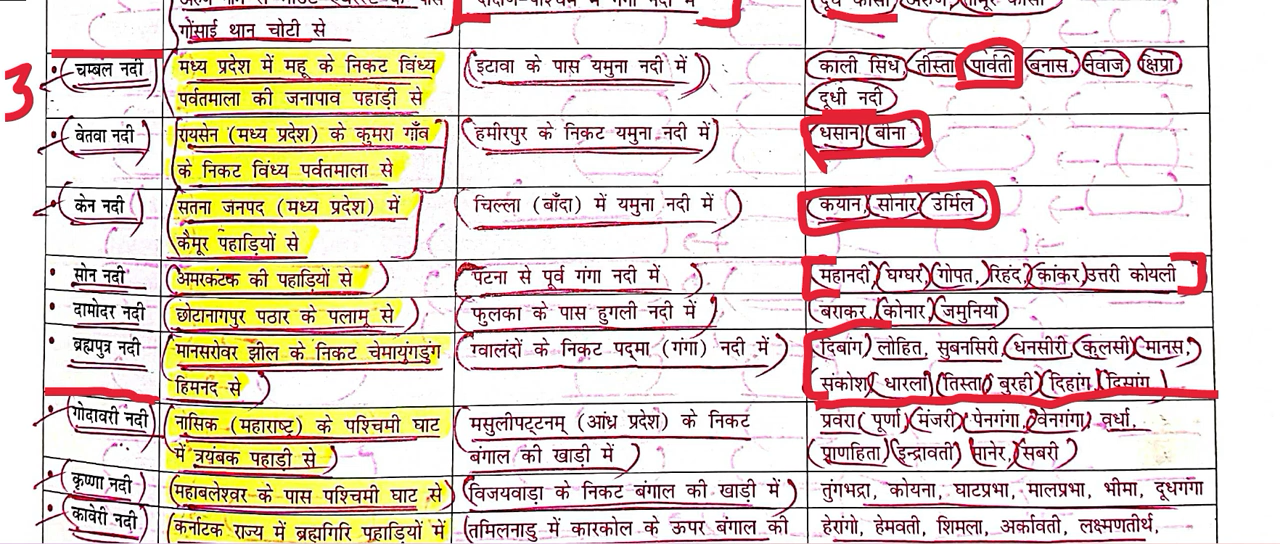 गोंसाई थान चोटी से
3
चम्बल नदी मध्य प्रदेश में महू के निकट विंध्य इटावा के पास यमुना नदी में काली सिंध, तीस्ता पार्वती बनास, नेवाज क्षिप्रा
पर्वतमाला की जनापाव पहाड़ी से दूधी नदी
वेतवा नदी रायसेन (मध्य प्रदेश) के कुमरा गाँव हमीरपुर के निकट यमुना नदी में धसान बीना
के निकट विंध्य पर्वतमाला से
केन नदी सतना जनपद (मध्य प्रदेश) में चिल्ला (बाँदा) में यमुना नदी में कयान, सोनार, उर्मिल
कैमूर पहाड़ियों से
सोन नदी अमरकंटक की पहाड़ियों से पटना से पूर्व गंगा नदी में महानदी, घग्घर, गोपत, रिहंद, कांकर, उत्तरी कोयली
दामोदर नदी छोटानागपुर पठार के पलामू से फुलका के पास हुगली नदी में बराकर, कोनार, जमुनिया
ब्रह्मपुत्र नदी मानसरोवर झील के निकट चेमायुंगडुंग ग्वालंदों के निकट पद्मा (गंगा) नदी में दिबांग, लोहित, सुबनसिरी, धनसीरी, कुलसी, मानस,
हिमनद से सुकोश, धारला, तिस्ता, बुरही, दिहांग, दिसांग
गोदावरी नदी नासिक (महाराष्ट्र) के पश्चिमी घाट मसुलीपट्टनम् (आंध्र प्रदेश) के निकट प्रवरा, पूर्णा, मंजरी, पेनगंगा, वेनगंगा, वर्धा,
में त्रयंबक पहाड़ी से बंगाल की खाड़ी में प्राणहिता, इन्द्रावती, सानेर, सबरी
कृष्णा नदी महाबलेश्वर के पास पश्चिमी घाट से विजयवाड़ा के निकट बंगाल की खाड़ी में तुंगभद्रा, कोयना, घाटप्रभा, मालप्रभा, भीमा, दूधगंगा
कावेरी नदी कर्नाटक राज्य में ब्रह्मगिरि पहाड़ियों में तमिलनाडु में कारकोल के ऊपर बंगाल की हेरांगो, हेमवती, शिमला, अर्कावती, लक्ष्मणतीर्थ,